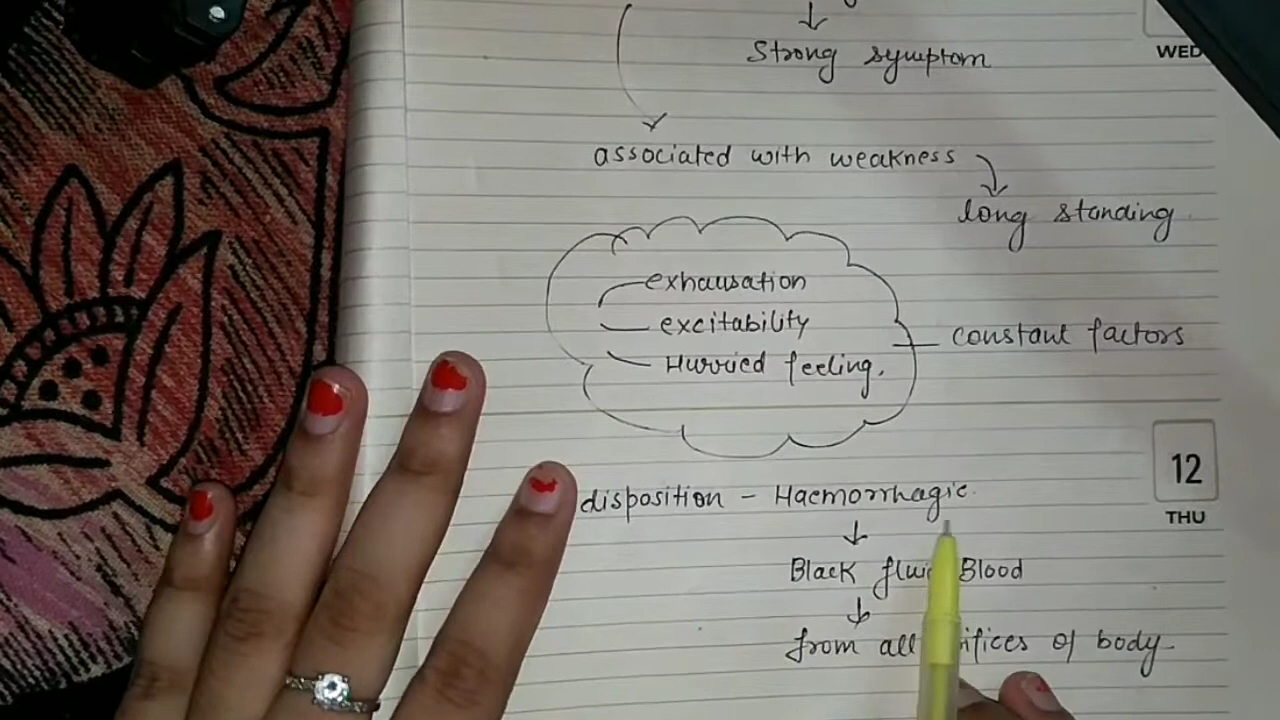 Strong symptom
WED
associated with weakness
long standing
exhausation
excitability
constant factors
Hurried feeling.
12
THU
disposition - Haemorrhagic.
Black Blood
from all of body